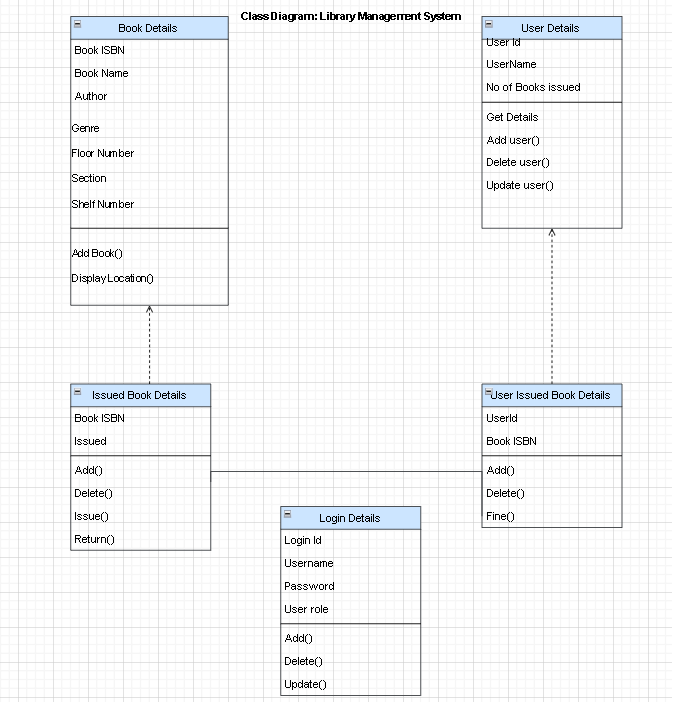 Class Diagram: Library Management System
Book Details
Book ISBN
Book Name
Author
Genre
Floor Number
Section
Shelf Number
Add Book()
Display Location()
User Details
User Id
UserName
No of Books issued
Get Details
Add user()
Delete user()
Update user()
Issued Book Details
Book ISBN
Issued
Add()
Delete()
Issue()
Return()
User Issued Book Details
UserId
Book ISBN
Add()
Delete()
Fine()
Login Details
Login Id
Username
Password
User role
Add()
Delete()
Update()